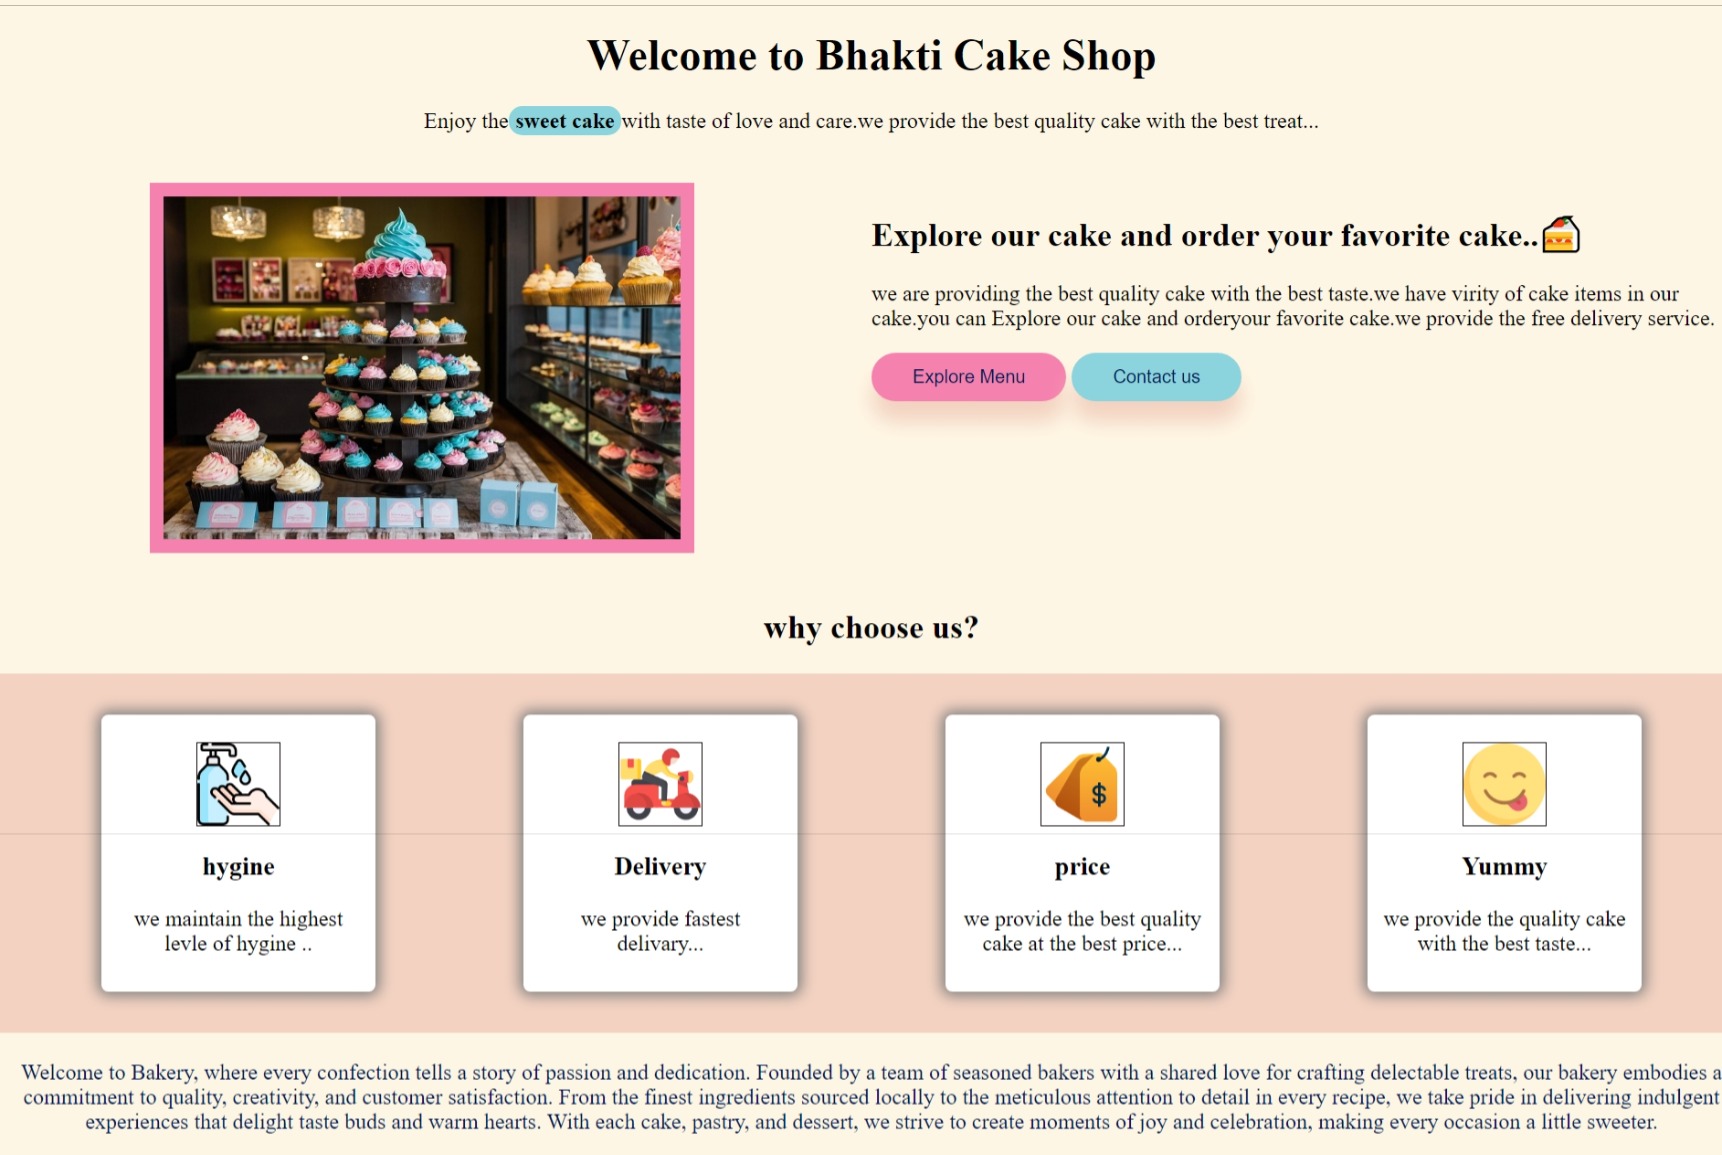 Welcome to Bhakti Cake Shop
Enjoy the sweet cake with taste of love and care.we provide the best quality cake with the best treat...
Explore our cake and order your favorite cake..
we are providing the best quality cake with the best taste.we have virity of cake items in our
cake.you can Explore our cake and orderyour favorite cake.we provide the free delivery service.
Explore Menu
Contact us
why choose us?
$
hygine
we maintain the highest
levle of hygine ..
Delivery
we provide fastest
delivary...
price
we provide the best quality
cake at the best price...
Yummy
we provide the quality cake
with the best taste...
Welcome to Bakery, where every confection tells a story of passion and dedication. Founded by a team of seasoned bakers with a shared love for crafting delectable treats, our bakery embodies a
commitment to quality, creativity, and customer satisfaction. From the finest ingredients sourced locally to the meticulous attention to detail in every recipe, we take pride in delivering indulgent
experiences that delight taste buds and warm hearts. With each cake, pastry, and dessert, we strive to create moments of joy and celebration, making every occasion a little sweeter.